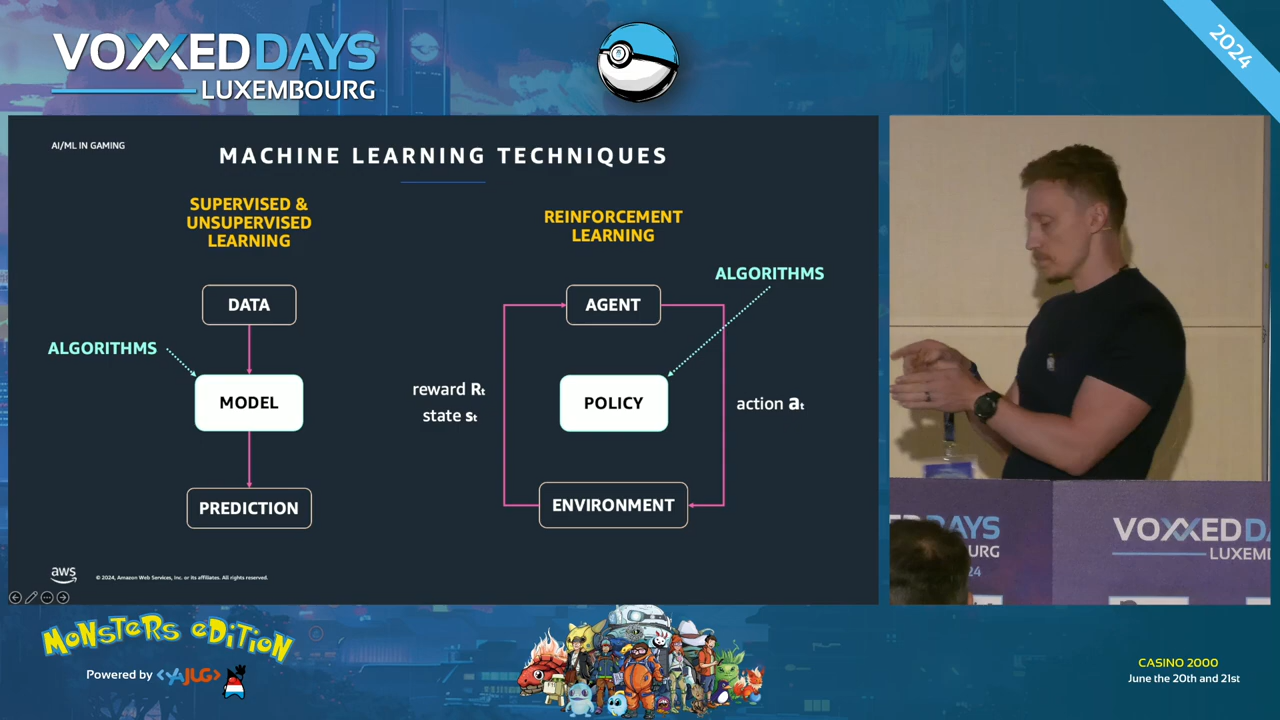 VOXXED DAYS
LUXEMBOURG
2024
AI/ML IN GAMING
MACHINE LEARNING TECHNIQUES
SUPERVISED &
UNSUPERVISED
LEARNING
DATA
ALGORITHMS
MODEL
PREDICTION
REINFORCEMENT
LEARNING
ALGORITHMS
AGENT
reward Rt
state st
POLICY
action at
ENVIRONMENT
aws
© 2024, Amazon Web Services, Inc. or its affiliates. All rights reserved.
DAYS
URG
24
VOXXED DA
LUXEM
MONSTERS EDITION
Powered by <YAJUG>
CASINO 2000
June the 20th and 21st